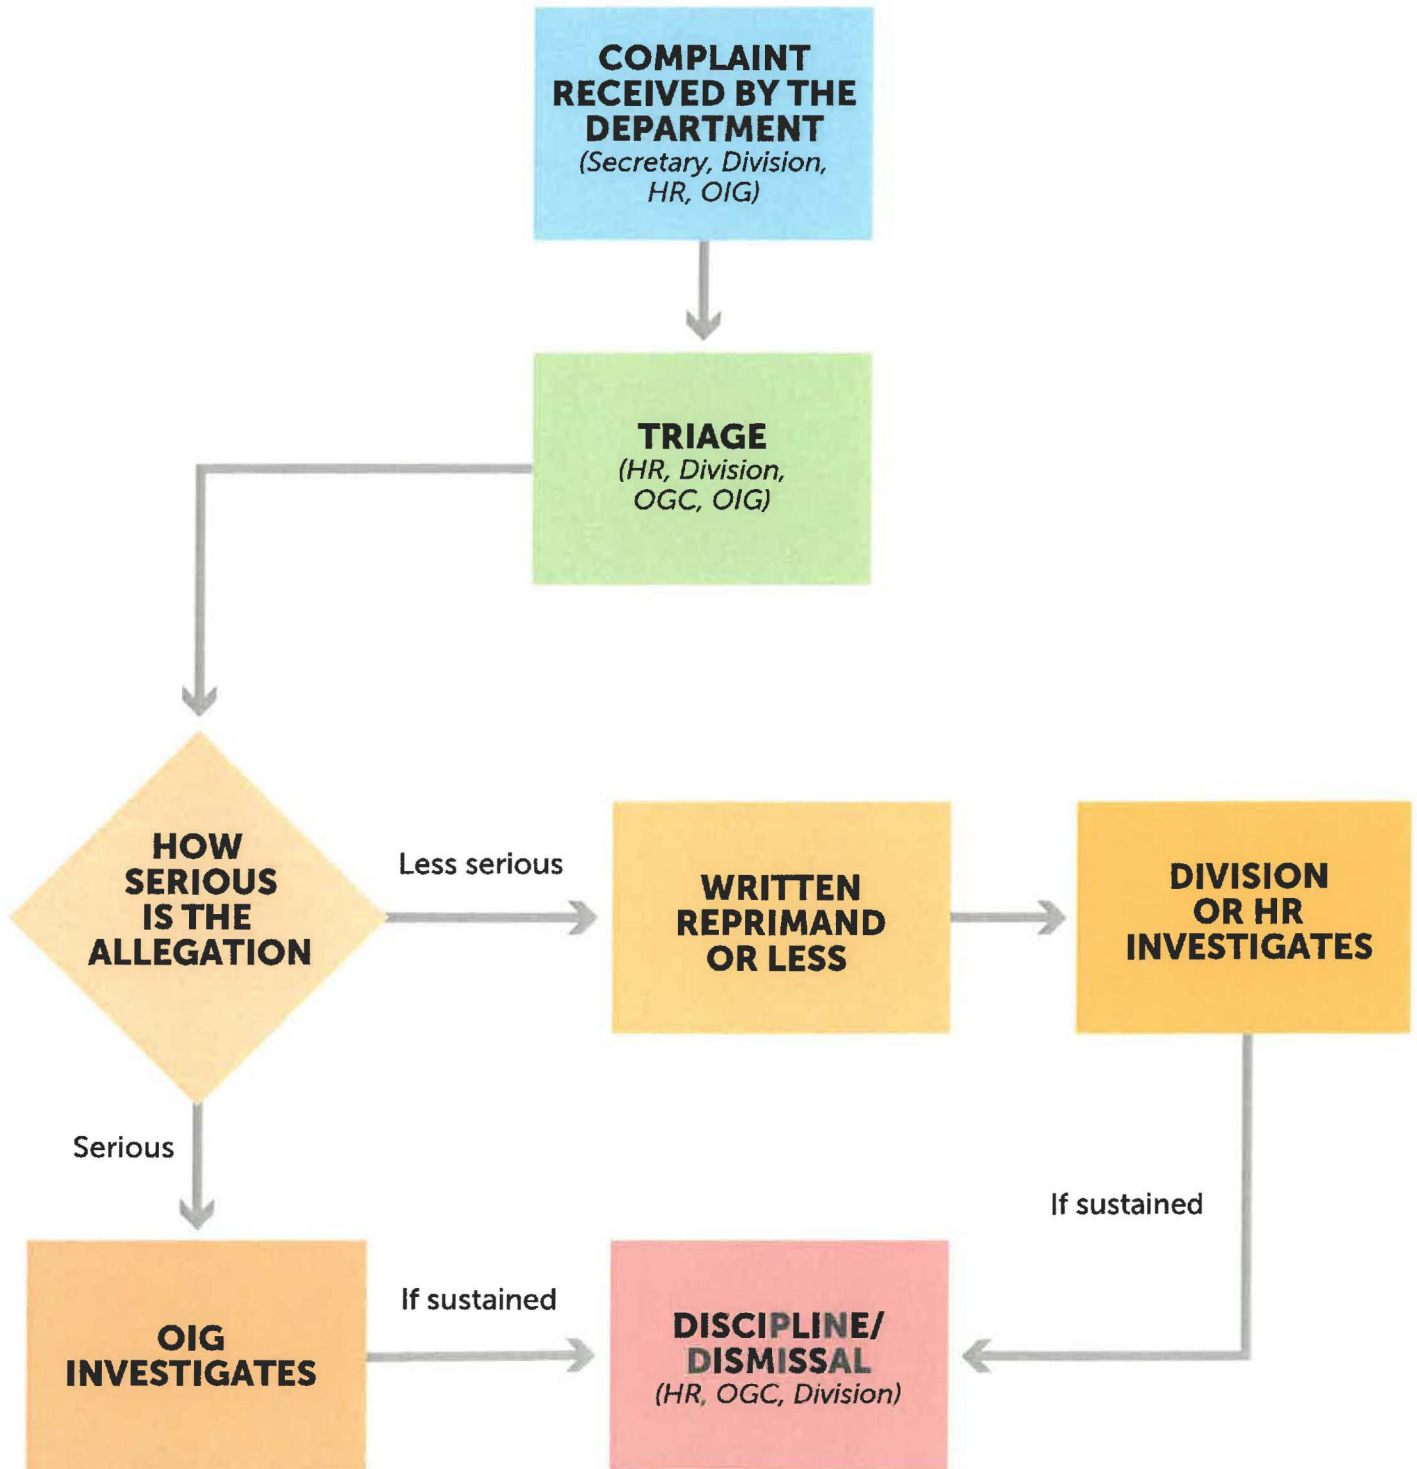 COMPLAINT
RECEIVED BY THE
DEPARTMENT
(Secretary, Division,
HR, OIG)
TRIAGE
(HR, Division,
OGC, OIG)
HOW
SERIOUS
IS THE
ALLEGATION
Less serious
WRITTEN
REPRIMAND
OR LESS
DIVISION
OR HR
INVESTIGATES
Serious
If sustained
OIG
INVESTIGATES
If sustained
DISCIPLINE/
DISMISSAL
(HR, OGC, Division)